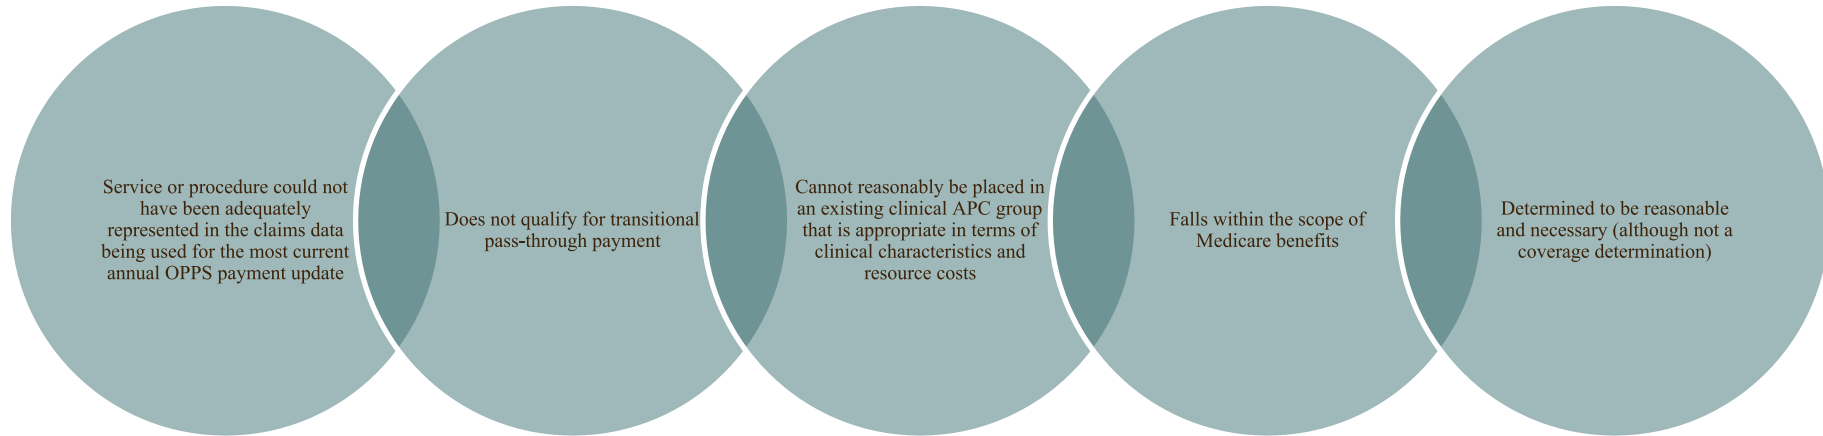 Service or procedure could not
have been adequately
represented in the claims data
being used for the most current
annual OPPS payment update
Does not qualify for transitional
pass-through payment
Cannot reasonably be placed in
an existing clinical APC group
that is appropriate in terms of
clinical characteristics and
resource costs
Falls within the scope of
Medicare benefits
Determined to be reasonable
and necessary (although not a
coverage determination)